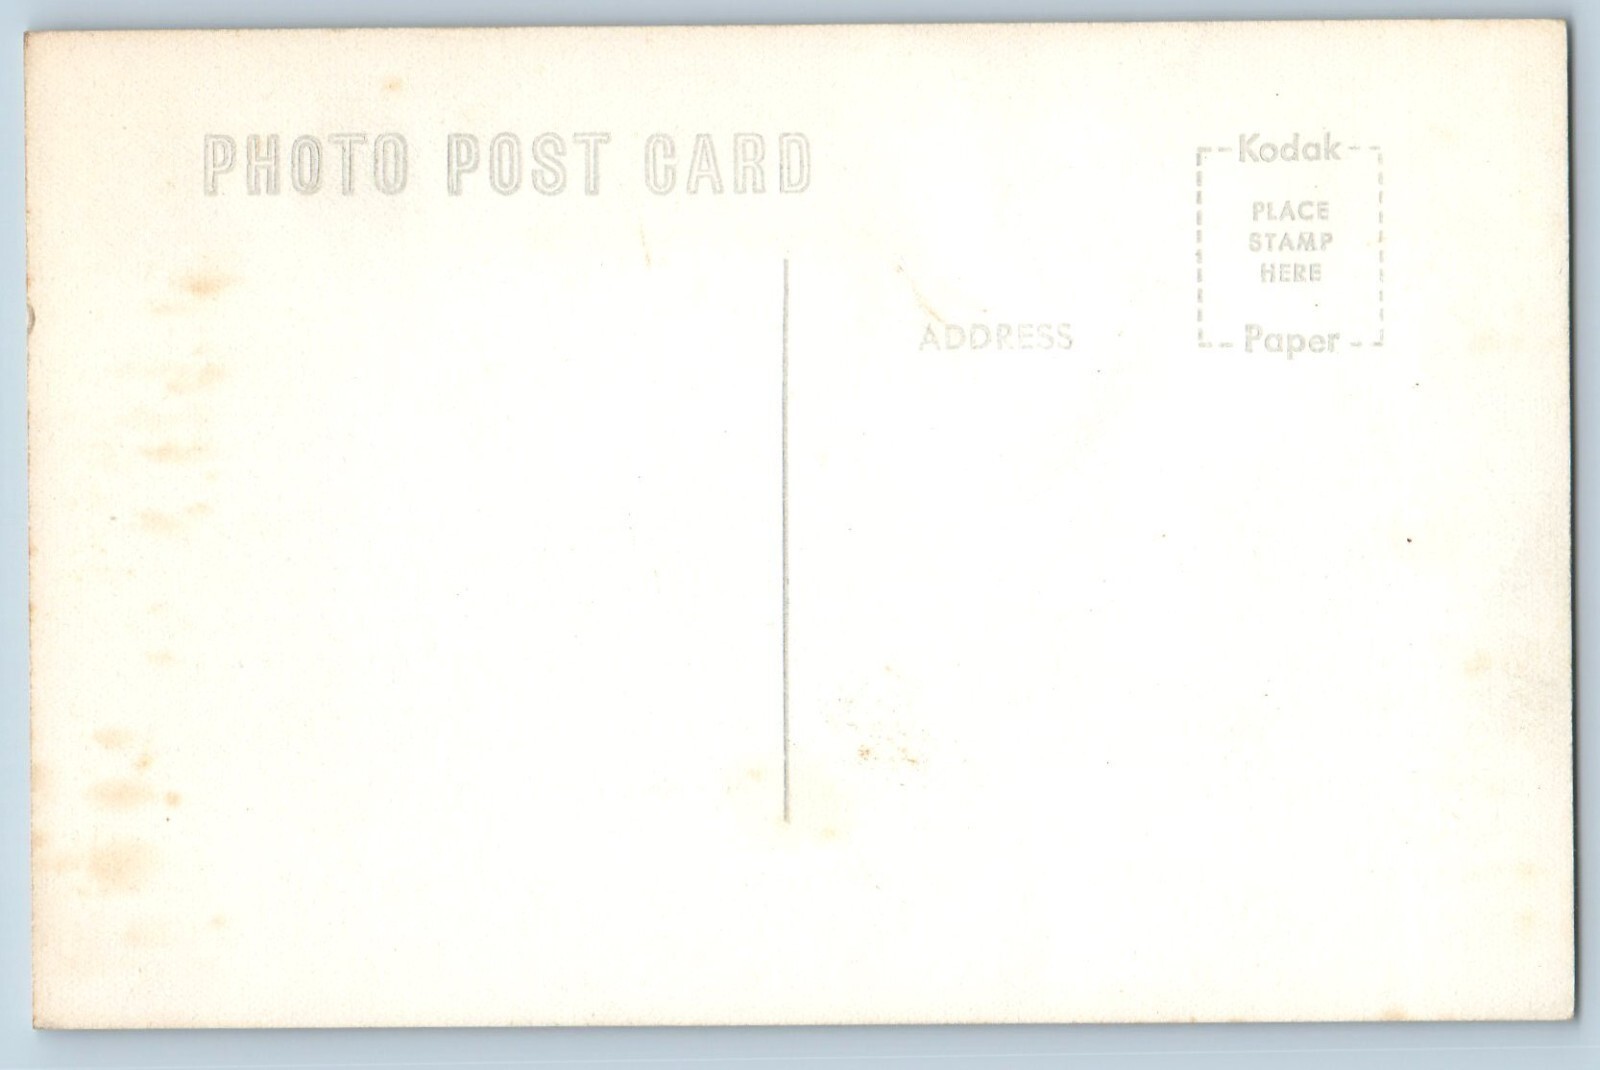 PHOTO POST CARD
Kodak
PLACE
STAMP
HERE
Paper
ADDRESS